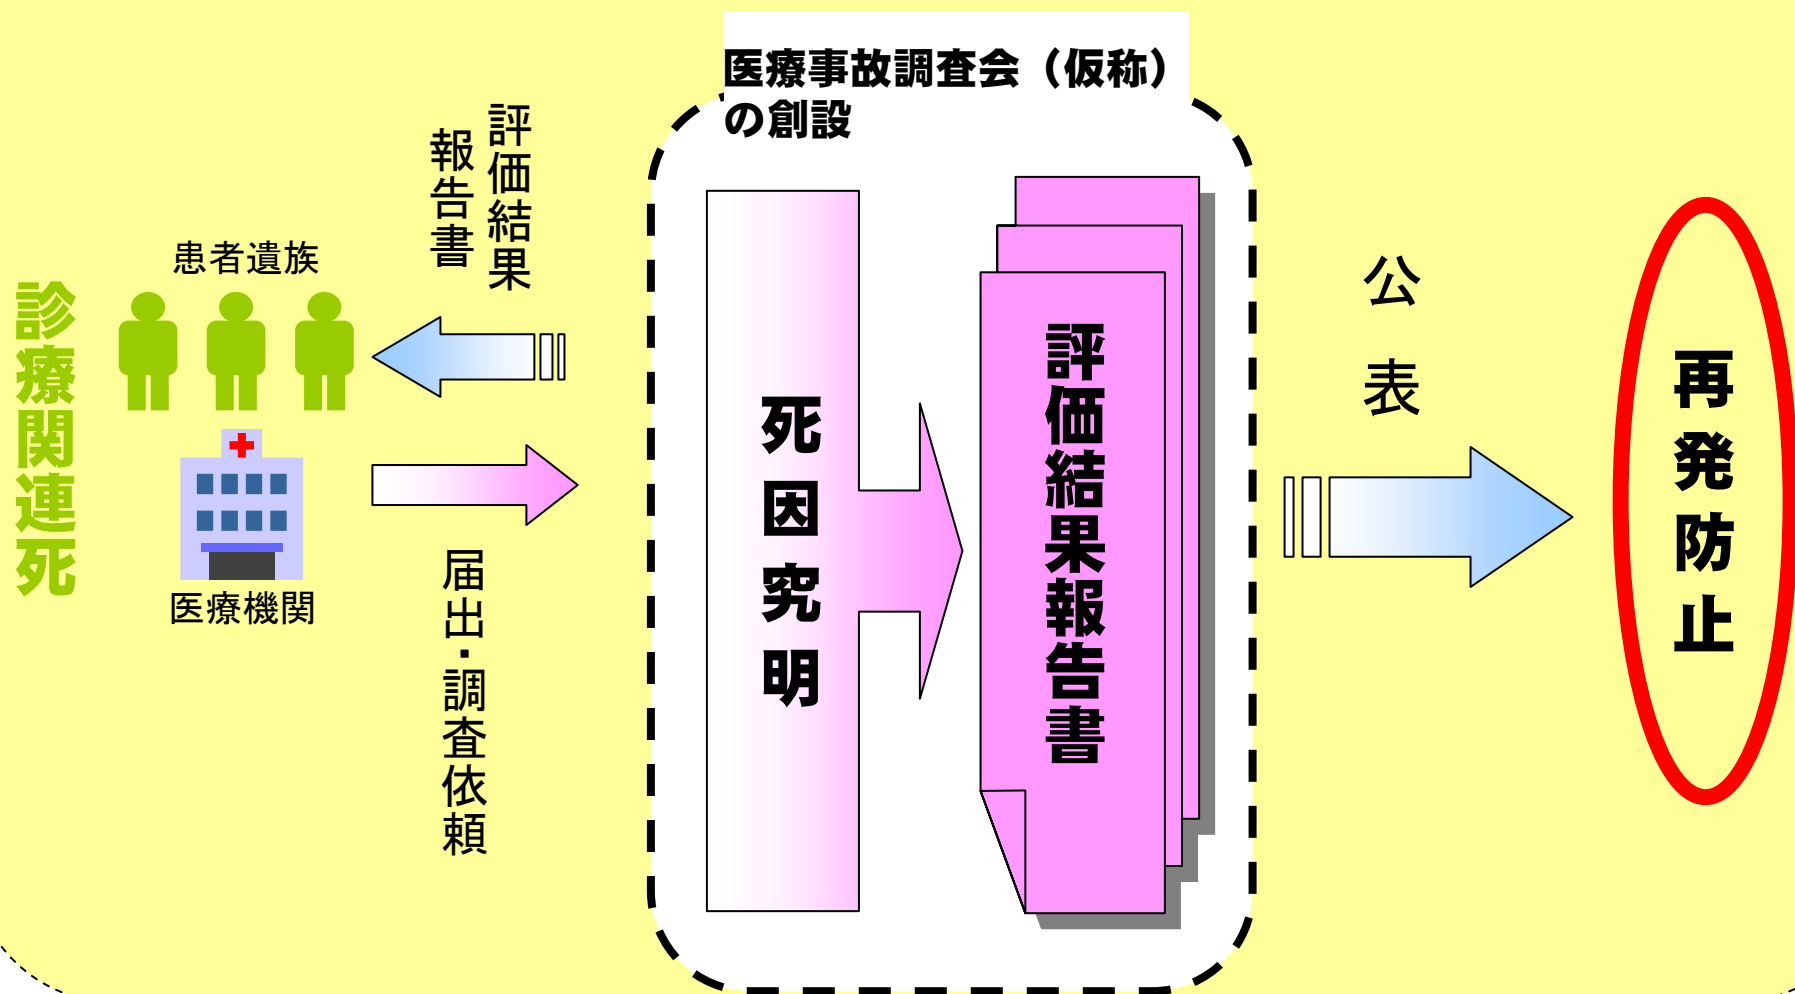 医療事故調査会（仮称）
の創設
診療関連死
患者遺族
医療機関
評価結果
報告書
届出・調査依頼
死因究明
評価結果報告書
公表
再発防止